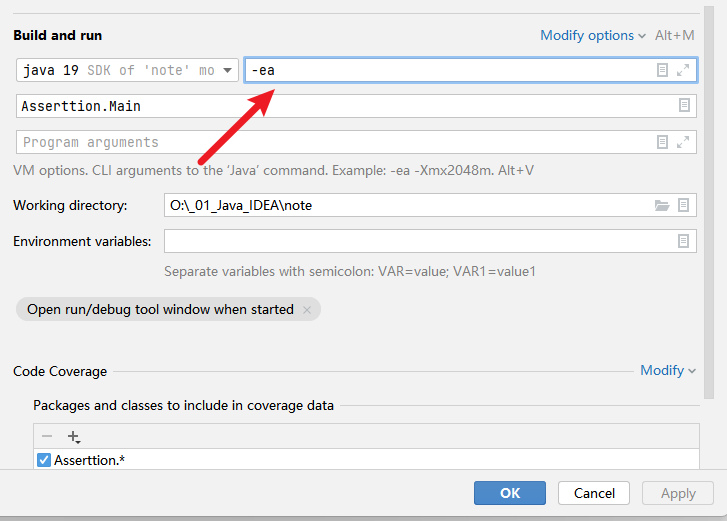 Build and run
Modify options Alt+M
java 19 SDK of 'note' mo -ea
Asserttion.Main
Program arguments
VM options. CLI arguments to the 'Java' command. Example: -ea -Xmx2048m. Alt+V
Working directory: O:\_01_Java_IDEA\note
Environment variables:
Separate variables with semicolon: VAR=value; VAR1=value1
Open run/debug tool window when started ×
Code Coverage
Modify
Packages and classes to include in coverage data
Asserttion.*
OK Cancel Apply